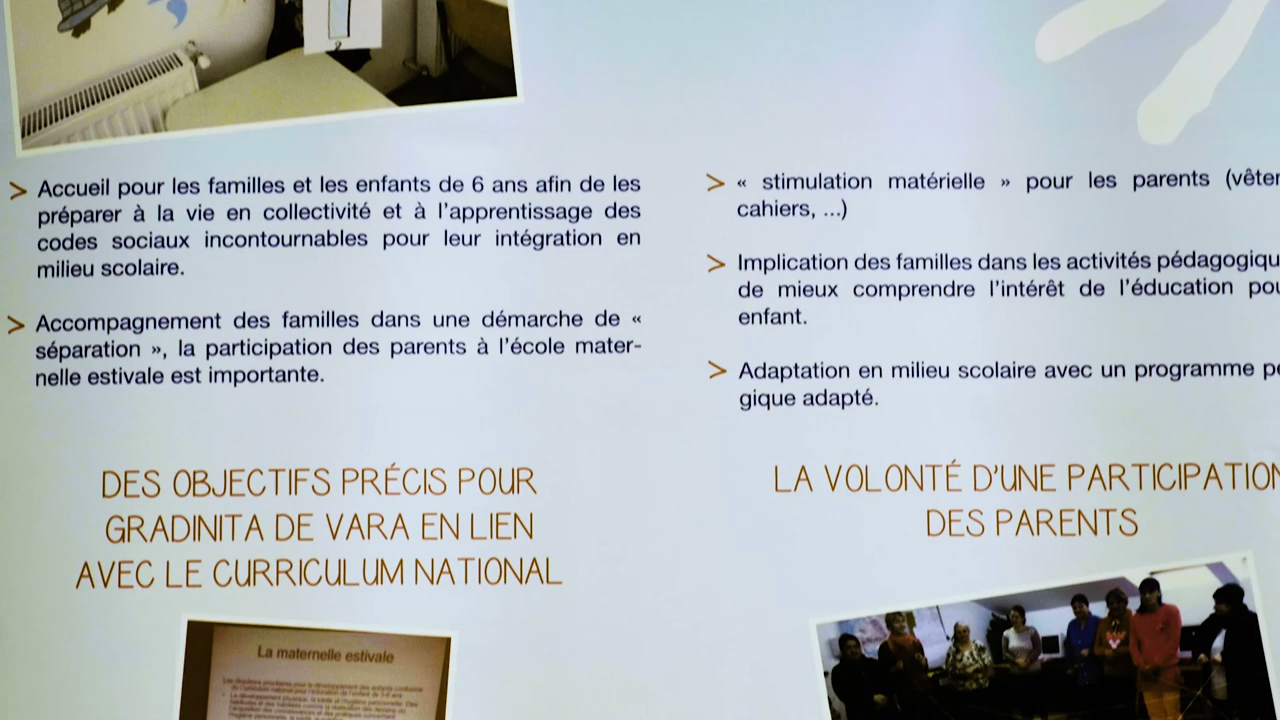 > Accueil pour les familles et les enfants de 6 ans afin de les
préparer à la vie en collectivité et à l'apprentissage des
codes sociaux incontournables pour leur intégration en
milieu scolaire.
> Accompagnement des familles dans une démarche de «
séparation », la participation des parents à l'école mater-
nelle estivale est importante.
DES OBJECTIFS PRÉCIS POUR
GRADINITA DE VARA EN LIEN
AVEC LE CURRICULUM NATIONAL
La maternelle estivale
> « stimulation matérielle » pour les parents (vêter
cahiers, ...)
> Implication des familles dans les activités pédagogiqu
de mieux comprendre l'intérêt de l'éducation pou
enfant.
> Adaptation en milieu scolaire avec un programme pé
gique adapté.
LA VOLONTÉ D'UNE PARTICIPATION
DES PARENTS